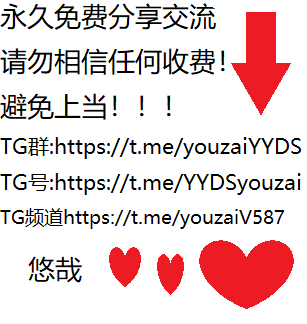 永久免费分享交流
请勿相信任何收费！
避免上当！！！
TG群:https://t.me/youzaiYYDS
TG号:https://t.me/YYDSyouzai
TG频道https://t.me/youzaiV587
悠哉